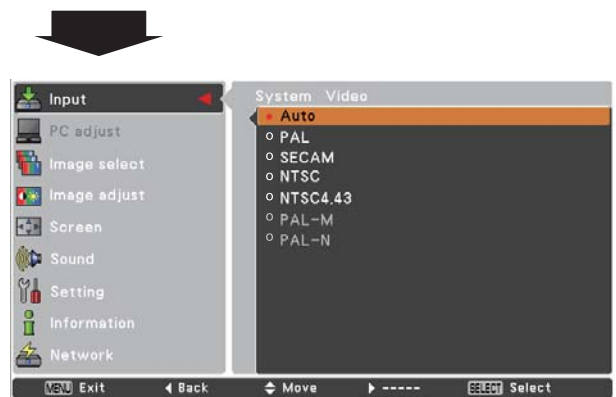 Input
PC adjust
Image select
Image adjust
Screen
Sound
Setting
Information
Network
System Video
Auto
PAL
SECAM
NTSC
NTSC4.43
PAL-M
PAL-N
MENU Exit Back Move ----- SELECT Select